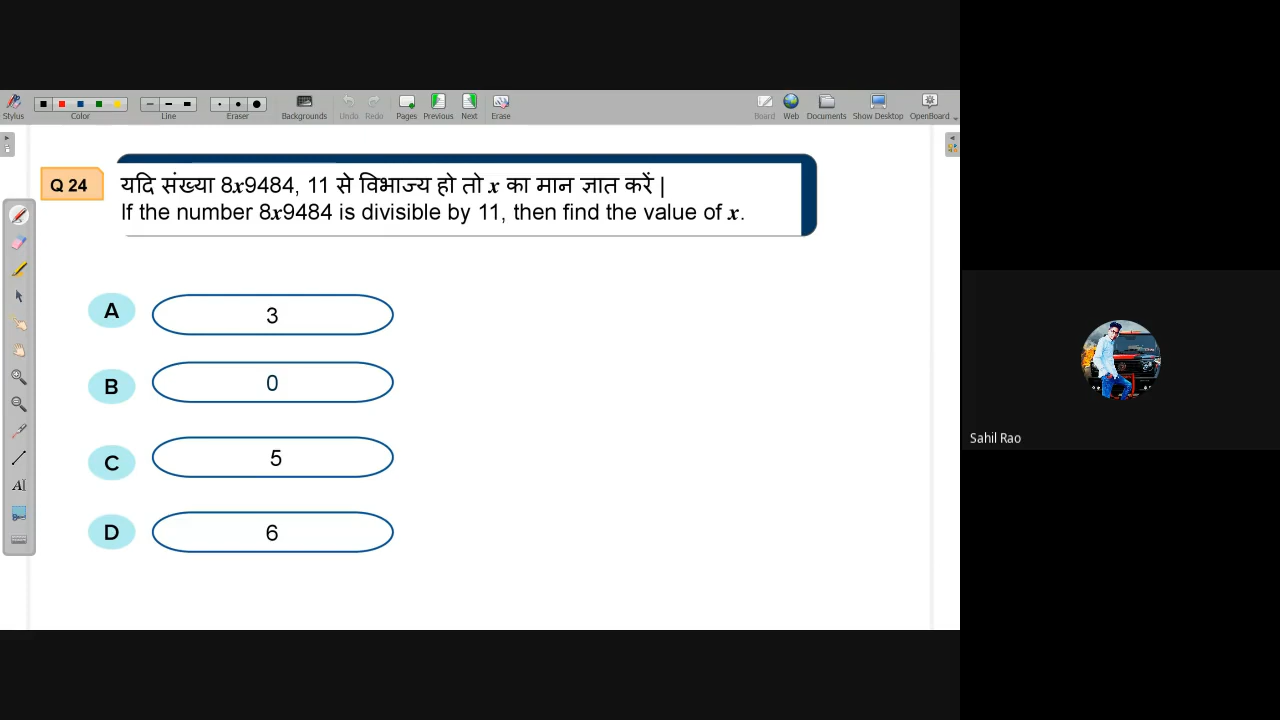 Stylus
Color
Line
Eraser
Backgrounds
Undo
Redo
Pages
Previous
Next
Erase
Board
Web
Documents
Show Desktop
OpenBoard
Q 24
यदि संख्या 8x9484, 11 से विभाज्य हो तो x का मान ज्ञात करें |
If the number 8x9484 is divisible by 11, then find the value of x.
A
3
B
0
C
5
D
6
AI
Sahil Rao